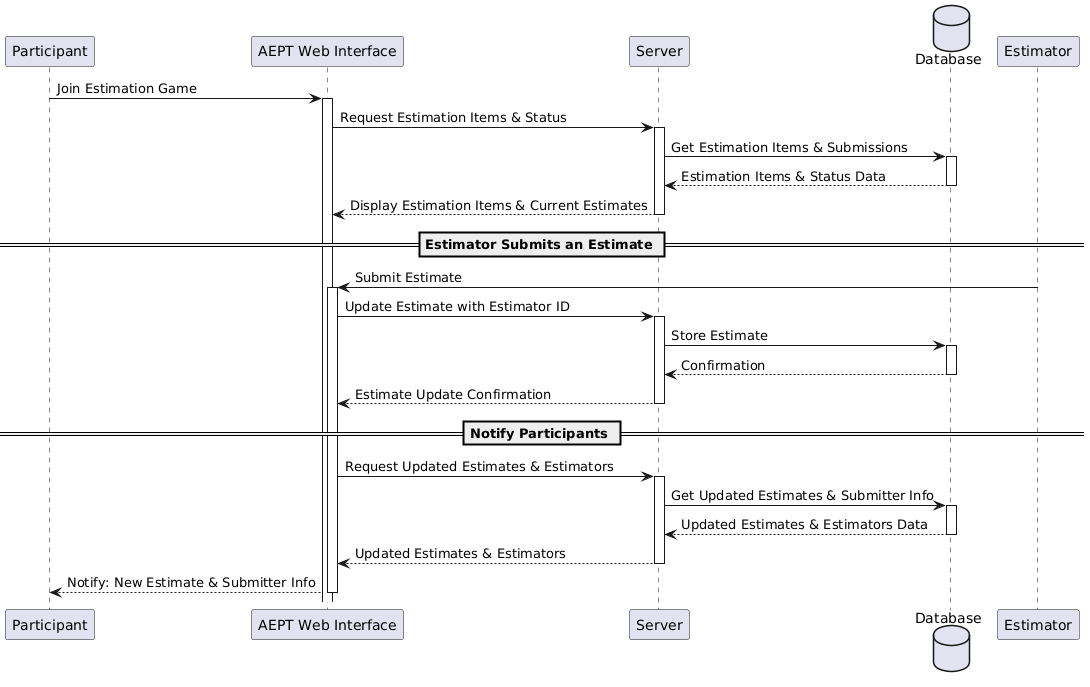 Database
Participant
AEPT Web Interface
Server
Estimator
Join Estimation Game
Request Estimation Items & Status
Get Estimation Items & Submissions
Estimation Items & Status Data
Display Estimation Items & Current Estimates
Estimator Submits an Estimate
Submit Estimate
Update Estimate with Estimator ID
Store Estimate
Confirmation
Estimate Update Confirmation
Notify Participants
Request Updated Estimates & Estimators
Get Updated Estimates & Submitter Info
Updated Estimates & Estimators Data
Updated Estimates & Estimators
Notify: New Estimate & Submitter Info
Participant
AEPT Web Interface
Server
Database
Estimator